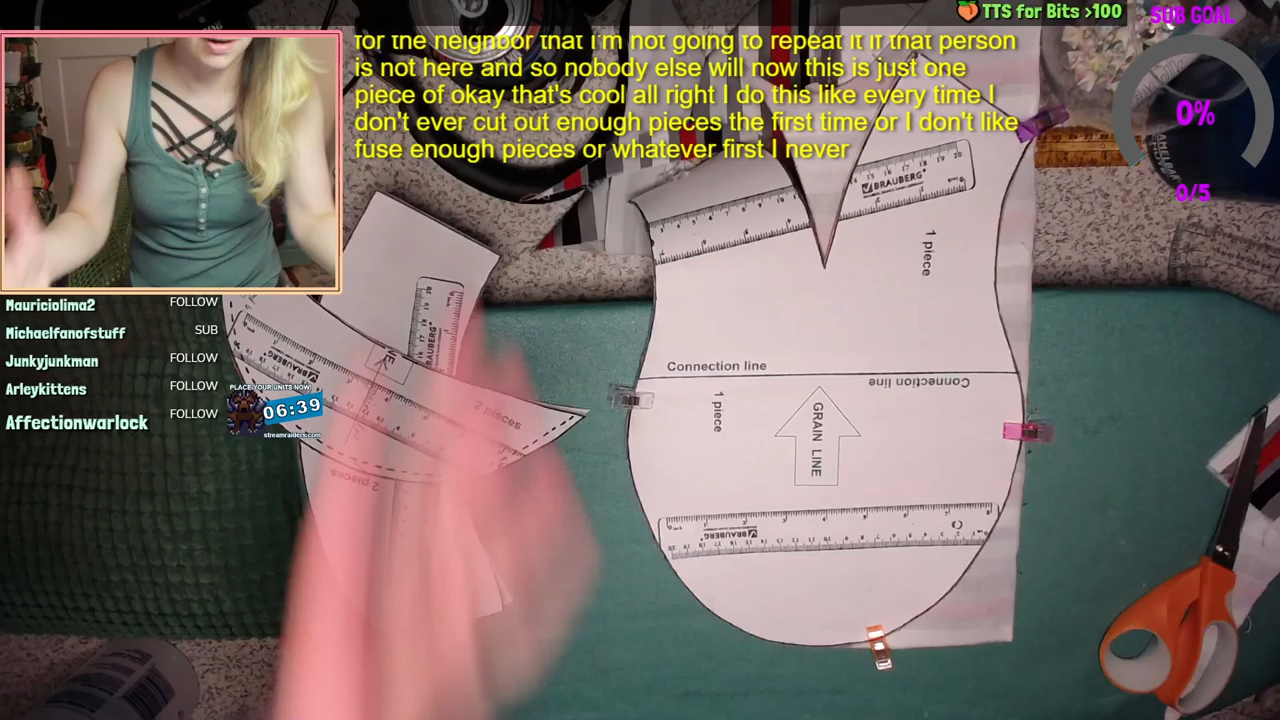 TTS for Bits >100
SUB GOAL
for the neighbor that i'm not going to repeat it if that person
is not here and so nobody else will now this is just one
piece of okay that's cool all right I do this like every time I
don't ever cut out enough pieces the first time or I don't like
fuse enough pieces or whatever first I never
0%
0/5
BRAUBERG
1 piece
Mauriciolima2 FOLLOW
Michaelfanofstuff SUB
Junkyjunkman FOLLOW
Arleykittens FOLLOW
Affectionwarlock FOLLOW
PLACE YOUR UNITS NOW!
06:39
streamraiders.com
BRAUBERG
2 pieces
2 pieces
Connection line
Connection line
1 piece
GRAIN LINE
BRAUBERG